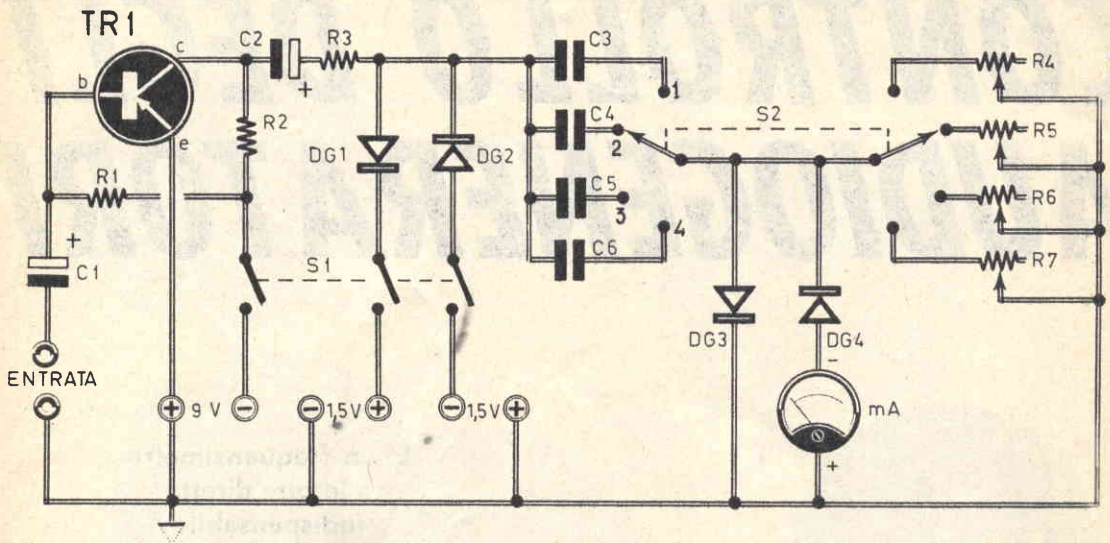 TR1
c
b
e
C2
+
R3
C3
1
R4
R2
DG1
DG2
C4
2
S2
R5
R1
C5
3
R6
+
C1
S1
C6
4
R7
DG3
DG4
ENTRATA
+ 9 V −
− 1,5V +
− 1,5V +
−
mA
+